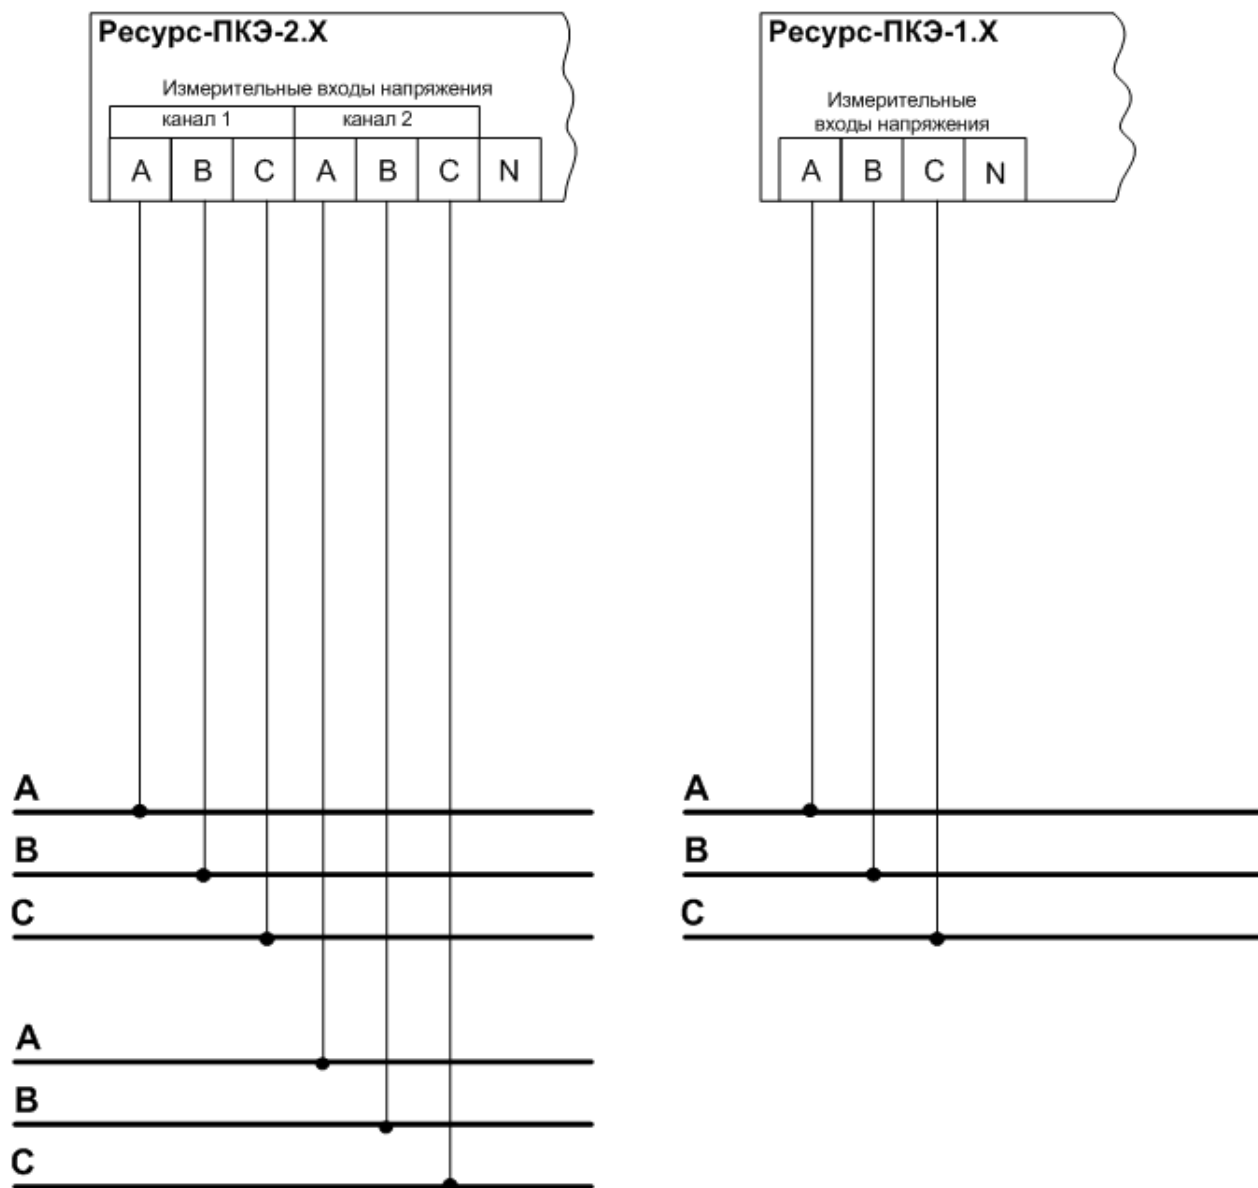 Ресурс-ПКЭ-2.X
Измерительные входы напряжения
канал 1 канал 2
A B C A B C N
A
B
C
A
B
C
Ресурс-ПКЭ-1.X
Измерительные
входы напряжения
A B C N
A
B
C